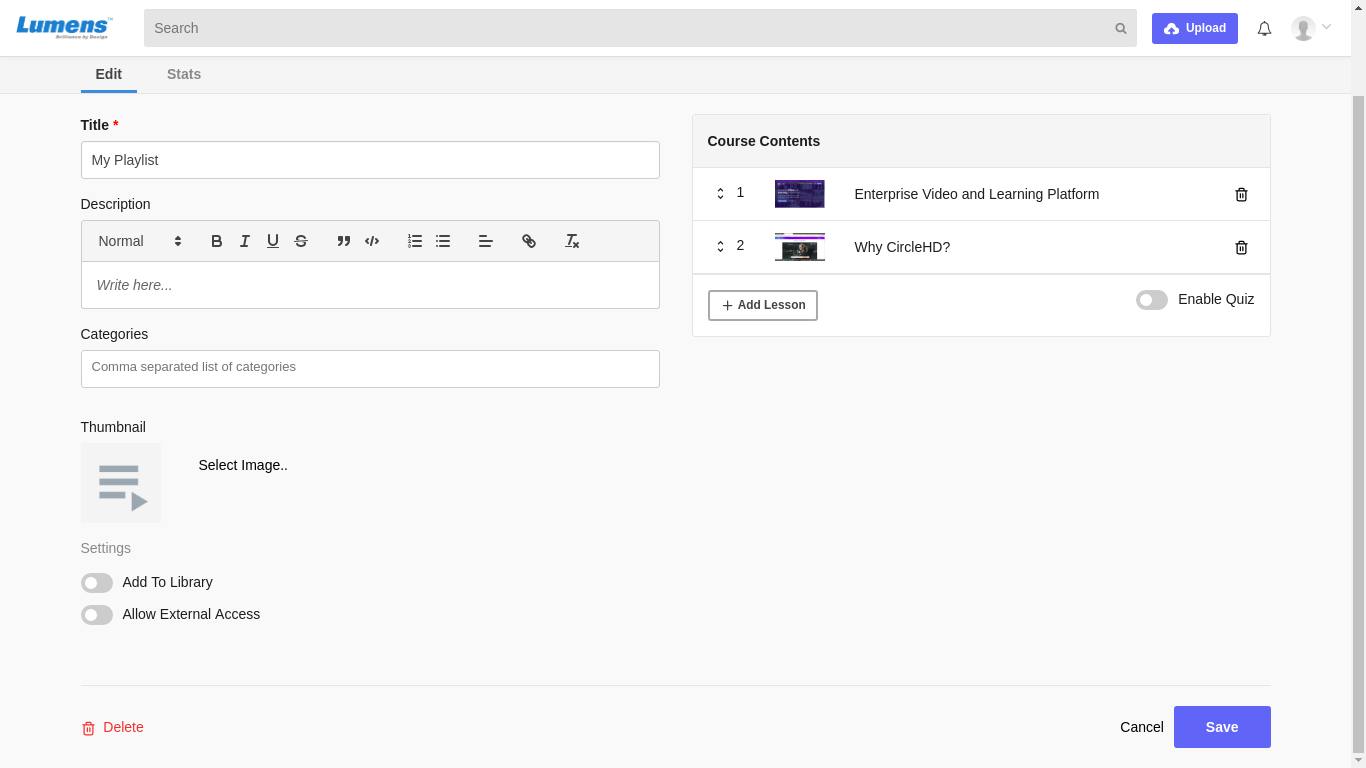 Lumens™
Brilliance by Design
Search
Upload
Edit
Stats
Title *
My Playlist
Description
Normal
Write here...
Categories
Comma separated list of categories
Thumbnail
Select Image..
Settings
Add To Library
Allow External Access
Course Contents
1
Enterprise Video and Learning Platform
2
Why CircleHD?
Add Lesson
Enable Quiz
Delete
Cancel
Save